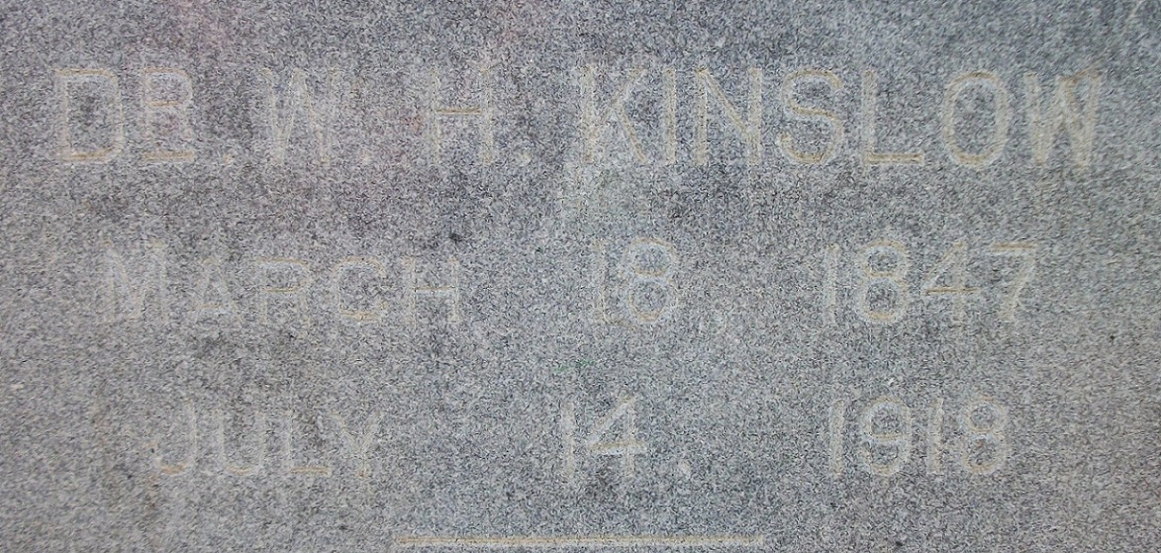 DR. W. H. KINSLOW
MARCH 18, 1847
JULY 14, 1918